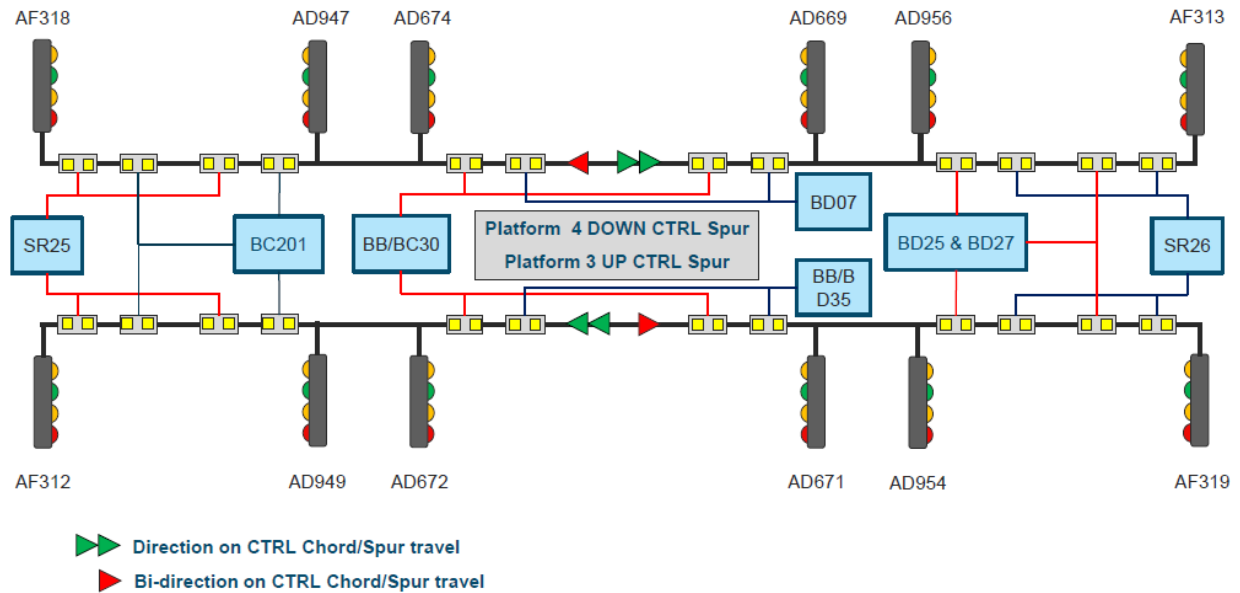 AF318 AD947 AD674 AD669 AD956 AF313
BD07
SR25 BC201 BB/BC30 BD25 & BD27 SR26
Platform 4 DOWN CTRL Spur
Platform 3 UP CTRL Spur
BB/B
D35
AF312 AD949 AD672 AD671 AD954 AF319
Direction on CTRL Chord/Spur travel
Bi-direction on CTRL Chord/Spur travel